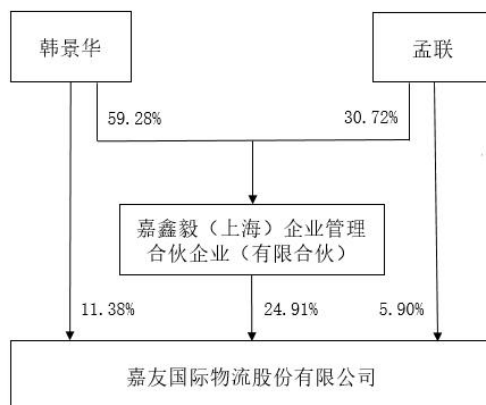 韩景华
孟联
59.28%
30.72%
嘉鑫毅（上海）企业管理
合伙企业（有限合伙）
11.38%
24.91%
5.90%
嘉友国际物流股份有限公司